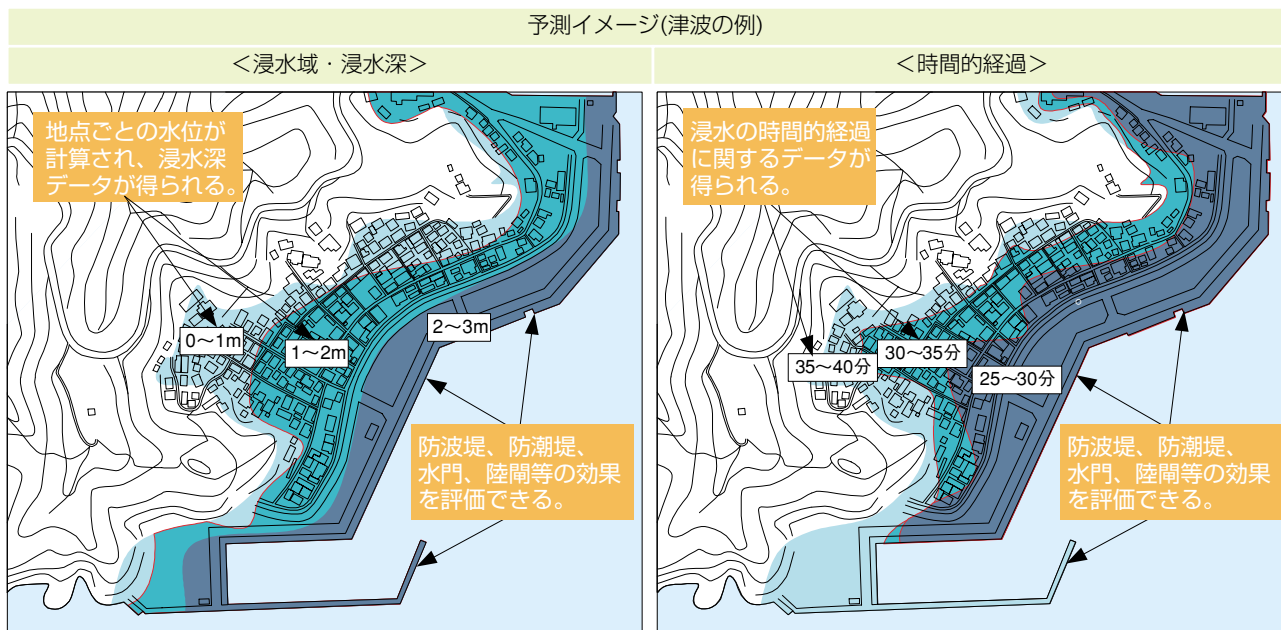 予測イメージ(津波の例)
＜浸水域・浸水深＞
＜時間的経過＞
地点ごとの水位が
計算され、浸水深
データが得られる。
0～1m
1～2m
2～3m
防波堤、防潮堤、
水門、陸閘等の効果
を評価できる。
浸水の時間的経過
に関するデータが
得られる。
35～40分
30～35分
25～30分
防波堤、防潮堤、
水門、陸閘等の効果
を評価できる。